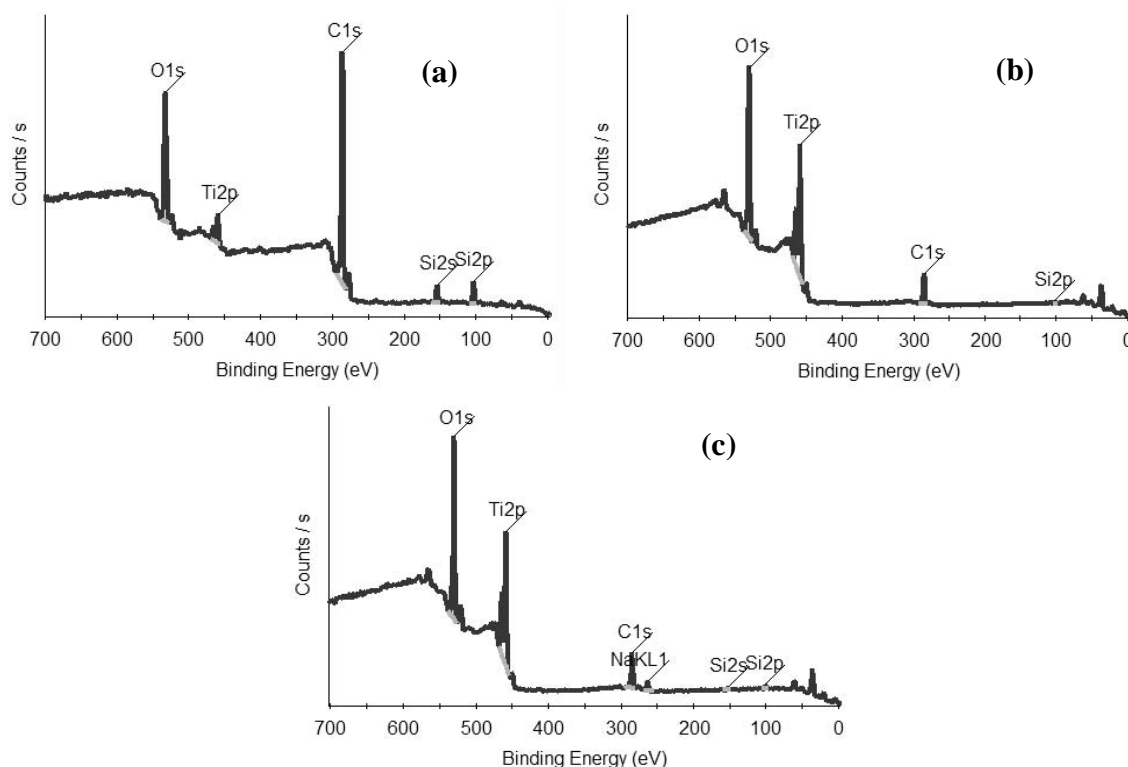 C1s
O1s
(a)
Ti2p
Si2s
Si2p
Counts / s
700
600
500
400
300
200
100
0
Binding Energy (eV)
O1s
(b)
Ti2p
C1s
Si2p
Counts / s
700
600
500
400
300
200
100
0
Binding Energy (eV)
O1s
(c)
Ti2p
C1s
NaKL1
Si2s
Si2p
Counts / s
700
600
500
400
300
200
100
0
Binding Energy (eV)